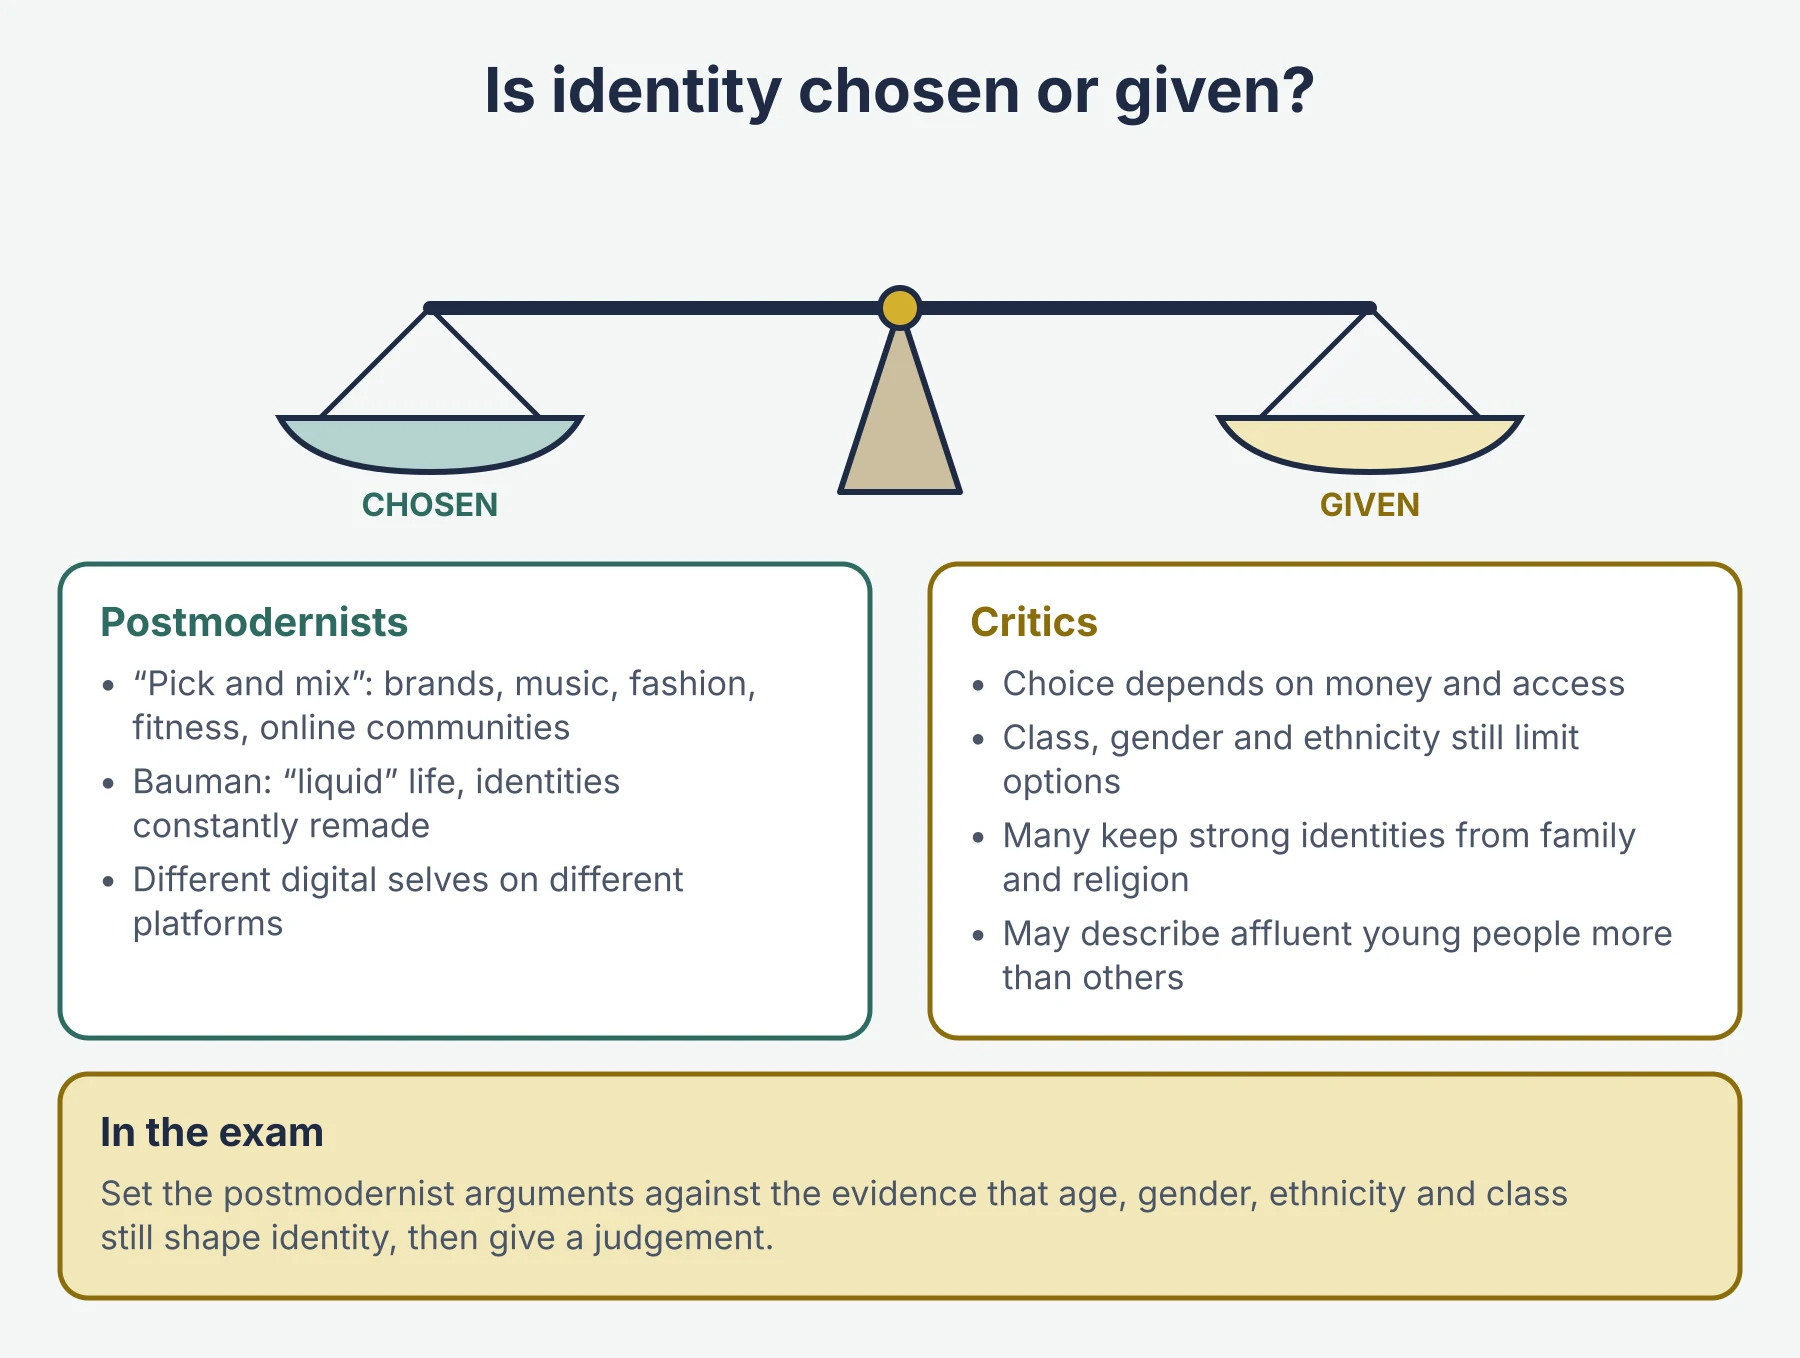 Is identity chosen or given?
CHOSEN
GIVEN
Postmodernists
• “Pick and mix”: brands, music, fashion,
fitness, online communities
• Bauman: “liquid” life, identities
constantly remade
• Different digital selves on different
platforms
Critics
• Choice depends on money and access
• Class, gender and ethnicity still limit
options
• Many keep strong identities from family
and religion
• May describe affluent young people more
than others
In the exam
Set the postmodernist arguments against the evidence that age, gender, ethnicity and class
still shape identity, then give a judgement.